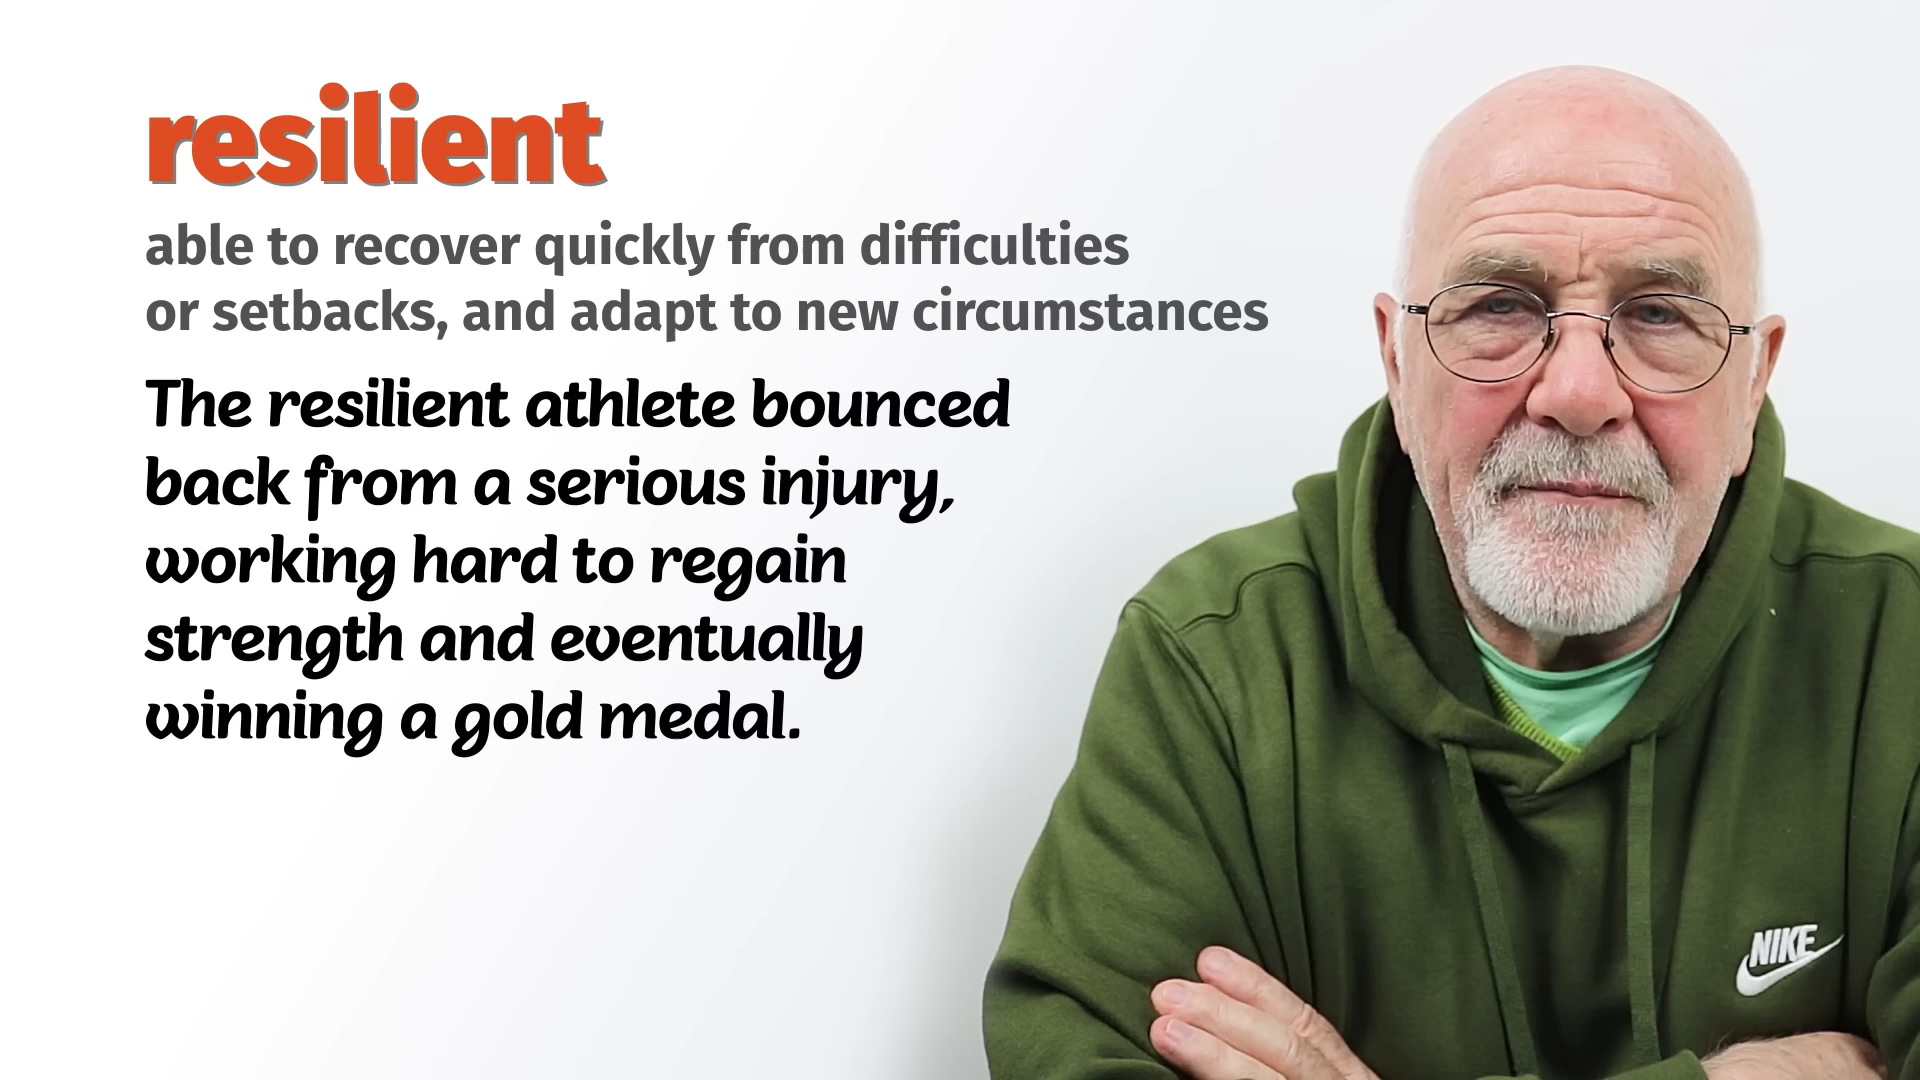 resilient
able to recover quickly from difficulties
or setbacks, and adapt to new circumstances
The resilient athlete bounced
back from a serious injury,
working hard to regain
strength and eventually
winning a gold medal.
NIKE